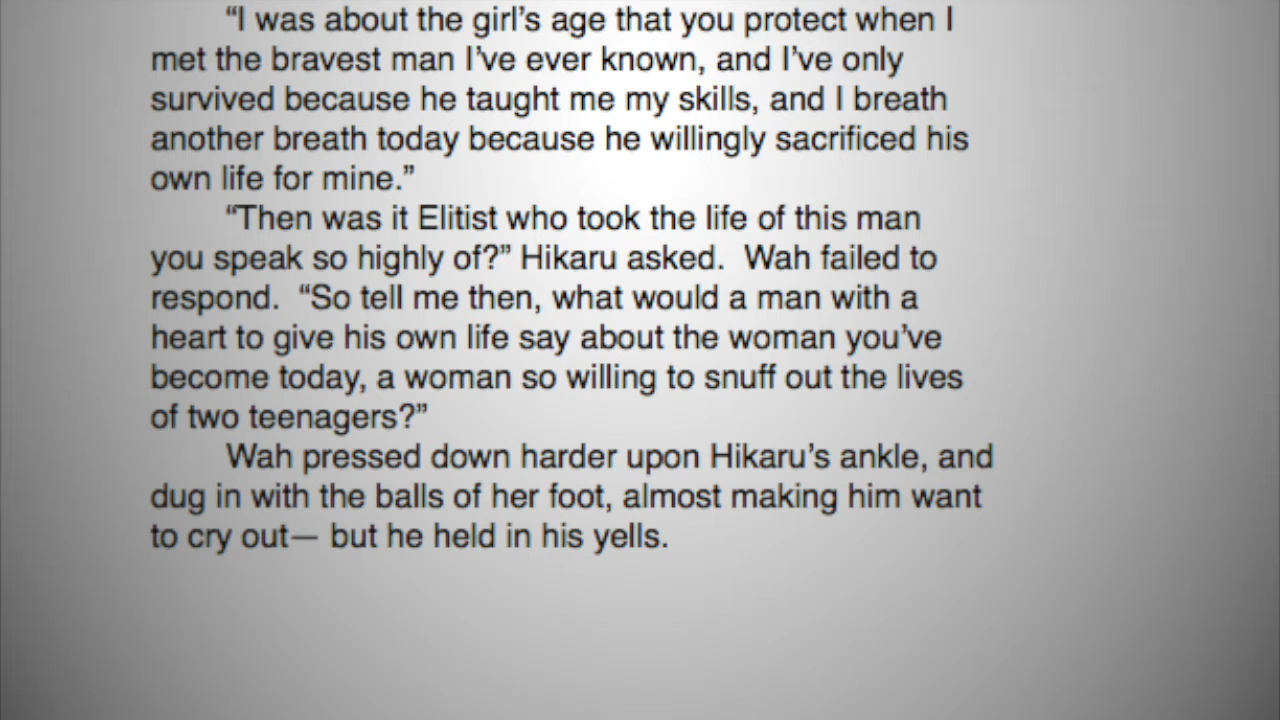 “I was about the girl’s age that you protect when I
met the bravest man I’ve ever known, and I’ve only
survived because he taught me my skills, and I breath
another breath today because he willingly sacrificed his
own life for mine.”
“Then was it Elitist who took the life of this man
you speak so highly of?” Hikaru asked.  Wah failed to
respond.  “So tell me then, what would a man with a
heart to give his own life say about the woman you’ve
become today, a woman so willing to snuff out the lives
of two teenagers?”
Wah pressed down harder upon Hikaru’s ankle, and
dug in with the balls of her foot, almost making him want
to cry out— but he held in his yells.